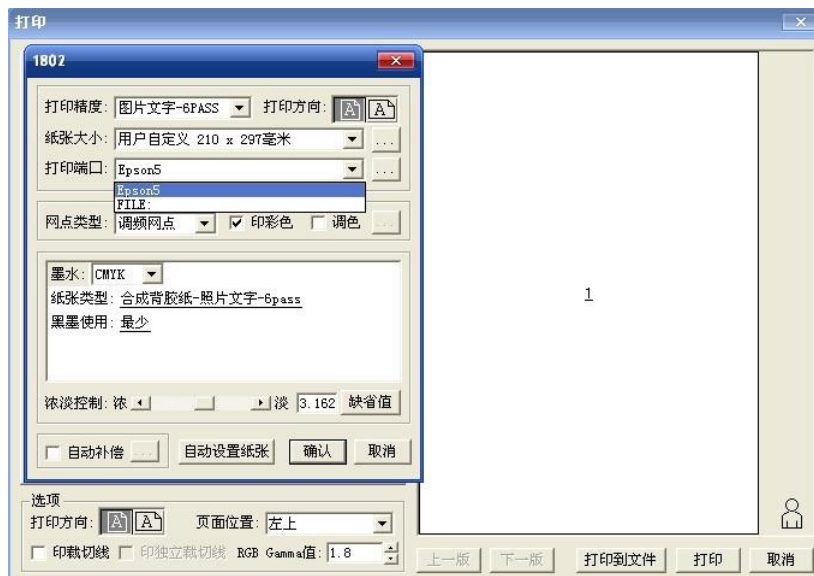 打印
1802
打印精度: 图片文字-6PASS 打印方向: A A
纸张大小: 用户自定义 210 x 297毫米 ...
打印端口: Epson5 ...
Epson5
FILE:
网点类型: 调频网点 印彩色 调色 ...
墨水: CMYK
纸张类型: 合成背胶纸-照片文字-6pass
黑墨使用: 最少
浓淡控制: 浓 淡 3.162 缺省值
自动补偿 ... 自动设置纸张 确认 取消
1
选项
打印方向: A A 页面位置: 左上
印裁切线 印独立裁切线 RGB Gamma值: 1.8
上一版 下一版 打印到文件 打印 取消